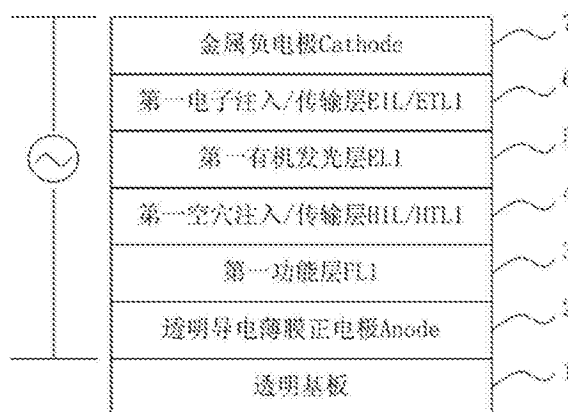 金属负电极Cathode
第一电子注入/传输层EIL/ETL1
第一有机发光层EL1
第一空穴注入/传输层HIL/HTL1
第一功能层FL1
透明导电薄膜正电极Anode
透明基板